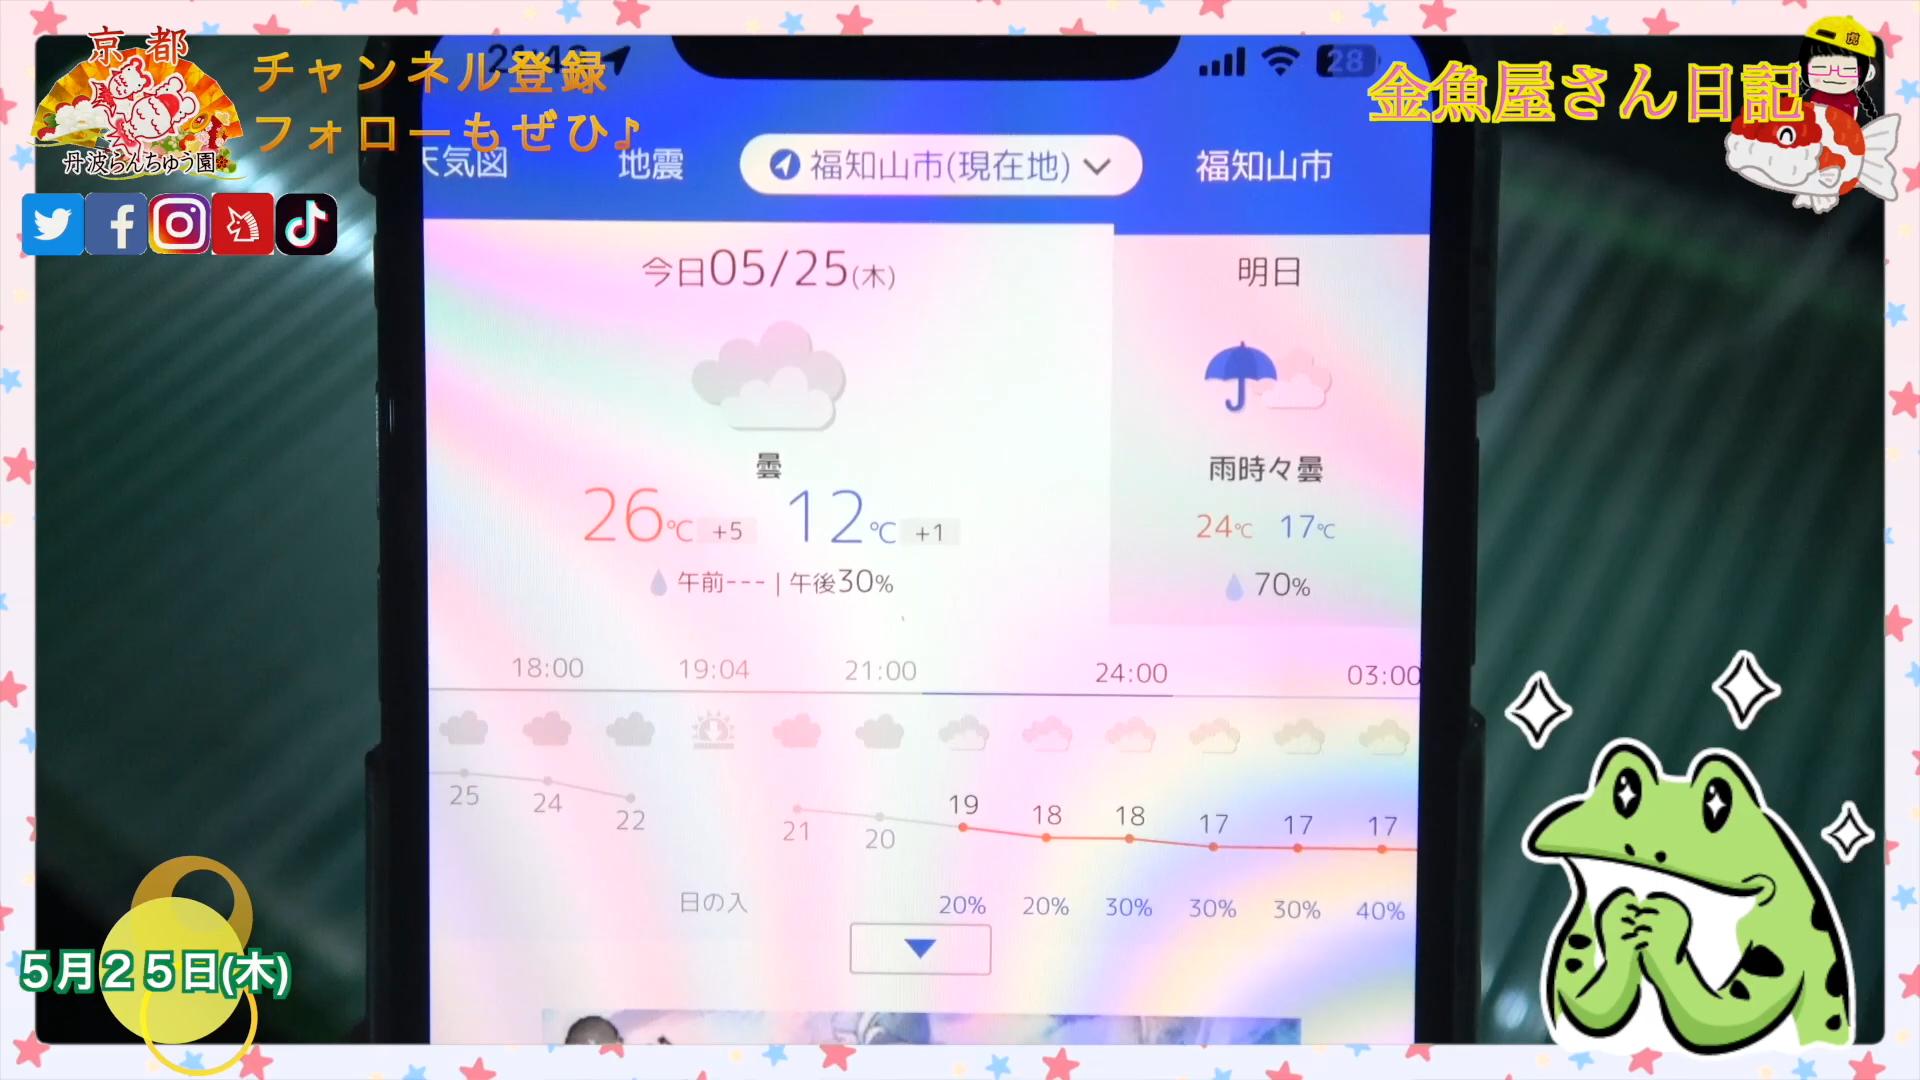 京都
丹波らんちゅう園
チャンネル登録
フォローもぜひ♪
金魚屋さん日記
虎
28
天気図
地震
福知山市(現在地)
福知山市
今日05/25(木)
明日
曇
雨時々曇
26℃ +5 12℃ +1
24℃ 17℃
午前--- | 午後30%
70%
18:00 19:04 21:00 24:00 03:00
25 24 22 21 20 19 18 18 17 17 17
日の入 20% 20% 30% 30% 30% 40%
5月25日(木)